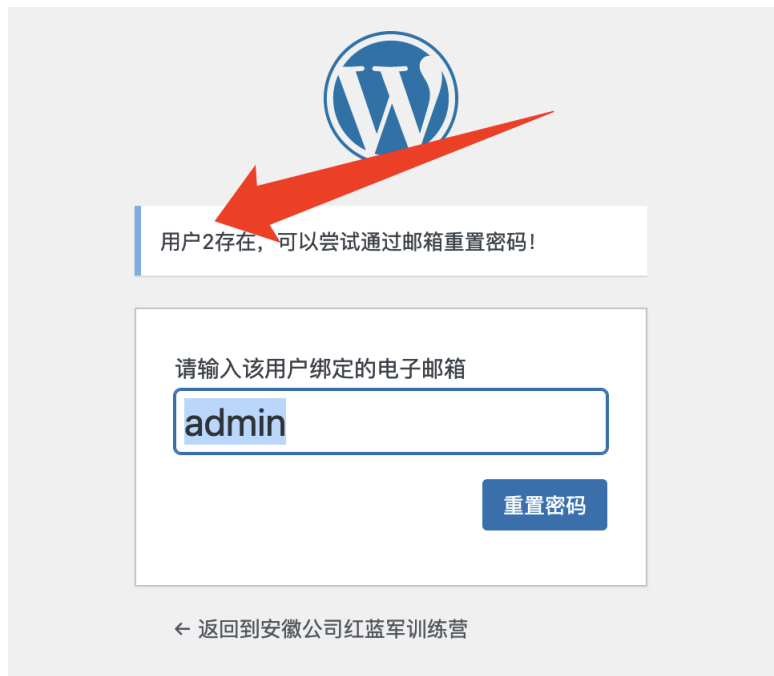 用户2存在，可以尝试通过邮箱重置密码！
请输入该用户绑定的电子邮箱
admin
重置密码
← 返回到安徽公司红蓝军训练营